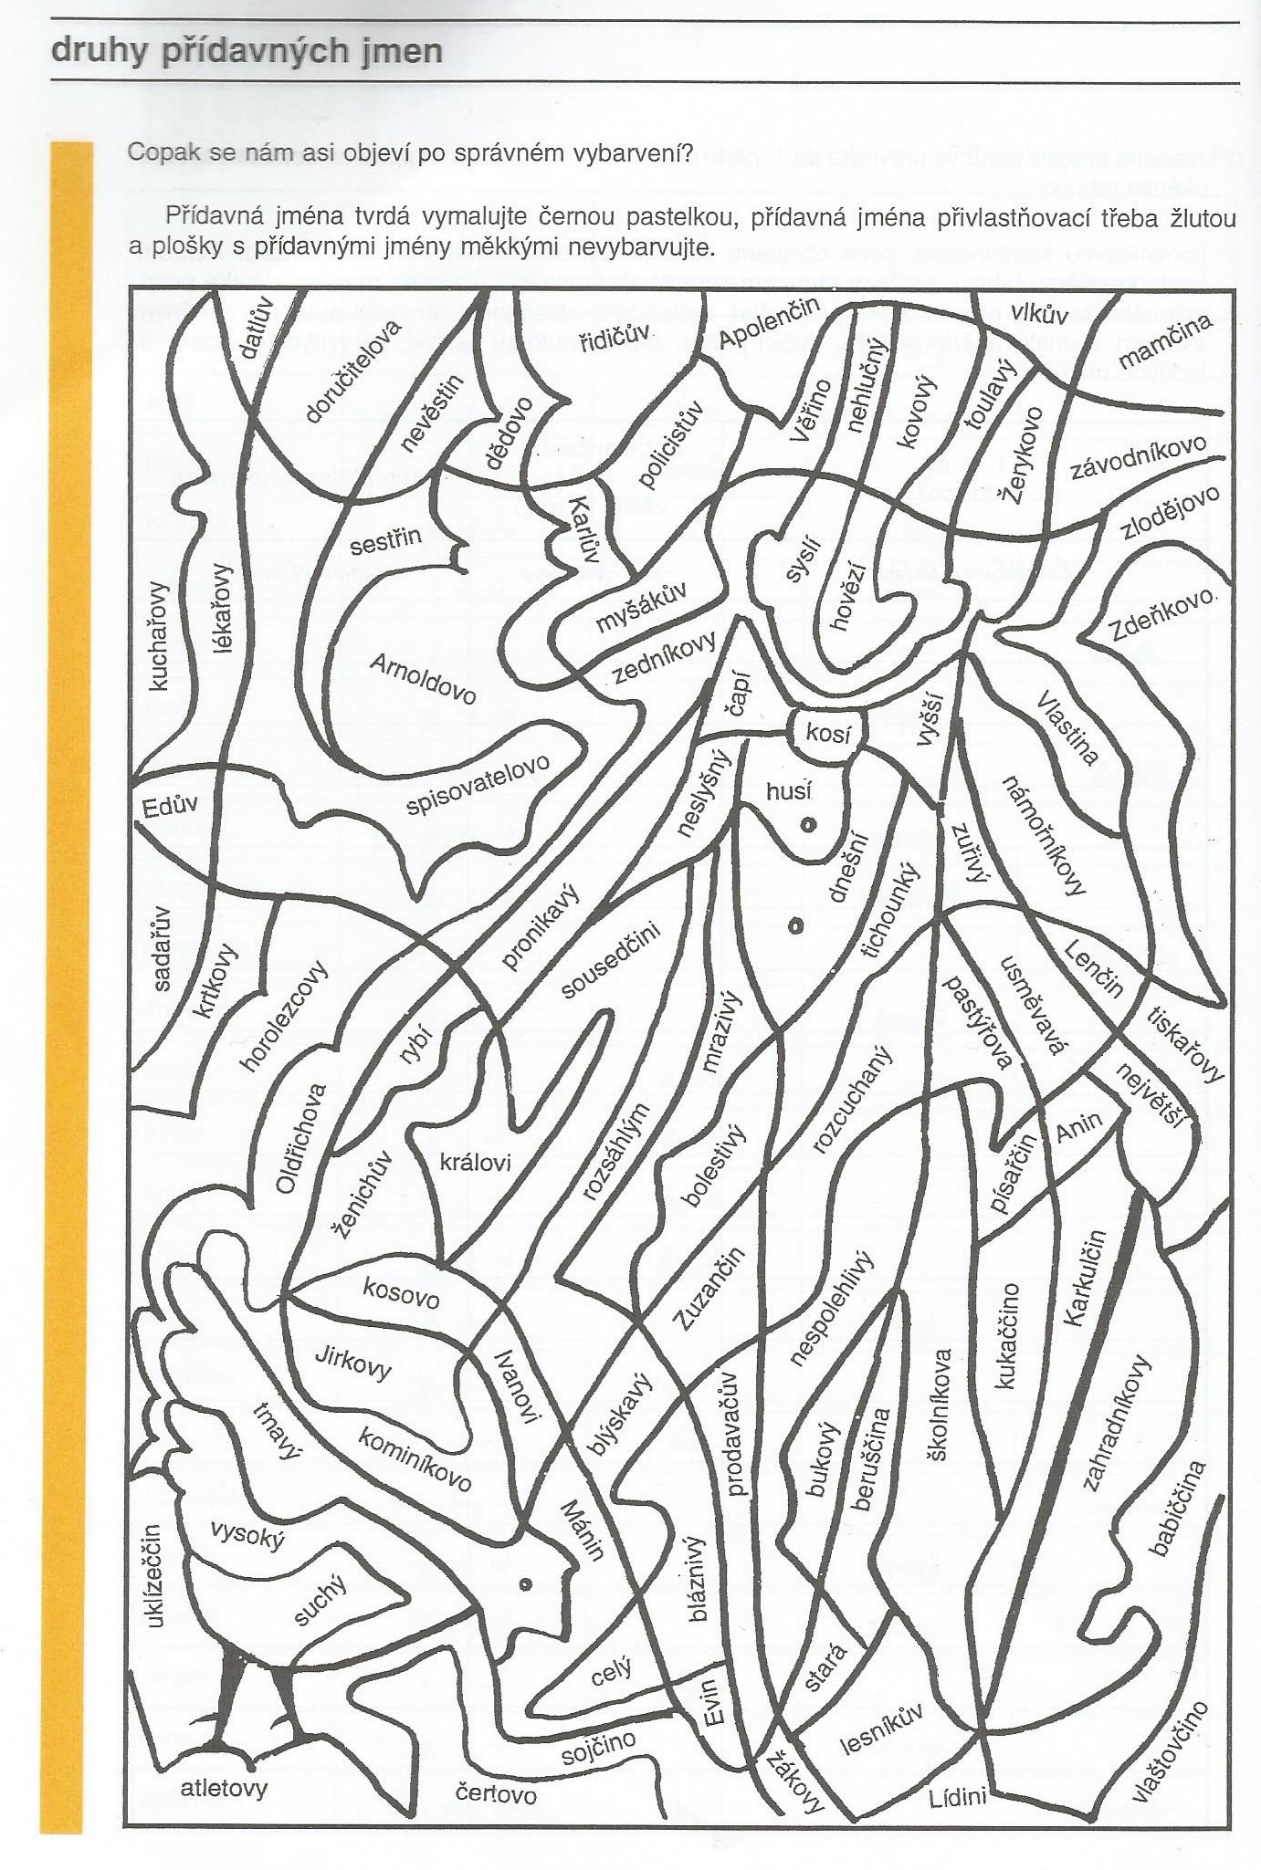 druhy přídavných jmen
Copak se nám asi objeví po správném vybarvení?
Přídavná jména tvrdá vymalujte černou pastelkou, přídavná jména přivlastňovací třeba žlutou
a plošky s přídavnými jmény měkkými nevybarvujte.
datlův
doručitelova
nevěstin
dědovo
řidičův
policistův
Apolenčin
Věřino
nehlučný
kovový
toulavý
Žerykovo
vlkův
mamčina
závodníkovo
zlodějovo
Zdeňkovo
kuchařovy
lékařovy
sestřin
Karlův
myšákův
zedníkovy
syslí
hovězí
Arnoldovo
spisovatelovo
čapí
kosí
vyšší
Vlastina
námořníkovy
Edův
neslyšný
husí
dnešní
tichounký
zuřivý
sadařův
krtkovy
horolezcovy
pronikavý
sousedčini
mrazivý
pastýřova
usměvavá
Lenčin
tiskařovy
největší
rybí
Oldřichova
ženichův
královi
rozsáhlým
bolestivý
rozcuchaný
písařčin
Anin
kosovo
Jirkovy
Ivanovi
Zuzančin
nespolehlivý
kukaččino
Karkulčin
zahradníkovy
babiččina
tmavý
kominíkovo
blýskavý
prodavačův
bukový
beruščina
školníkova
uklízeččin
vysoký
suchý
Mánin
bláznivý
celý
Evin
stará
lesníkův
atletovy
čertovo
sojčino
žákovy
Lídini
vlaštovčino